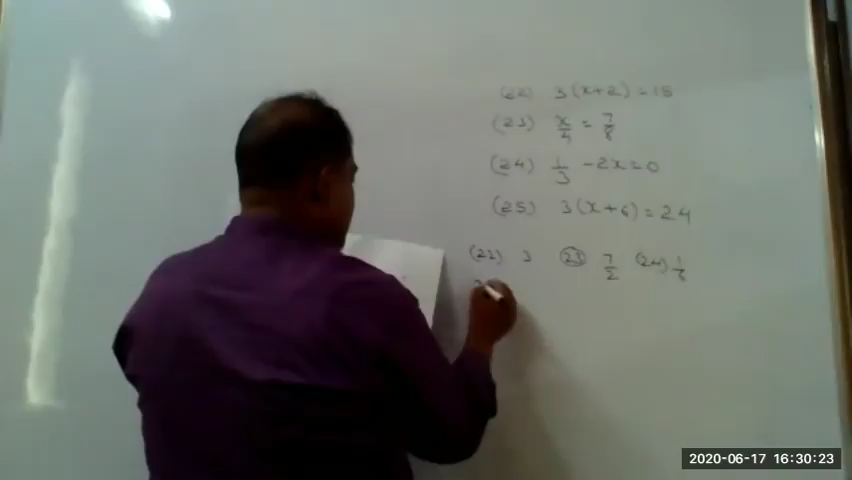 (22) 3(x+2)=15
(23) x/4 = 7/8
(24) 1/3 -2x=0
(25) 3(x+6)=24
(22) 3 (23) 7/2 (24) 1/6
2020-06-17 16:30:23